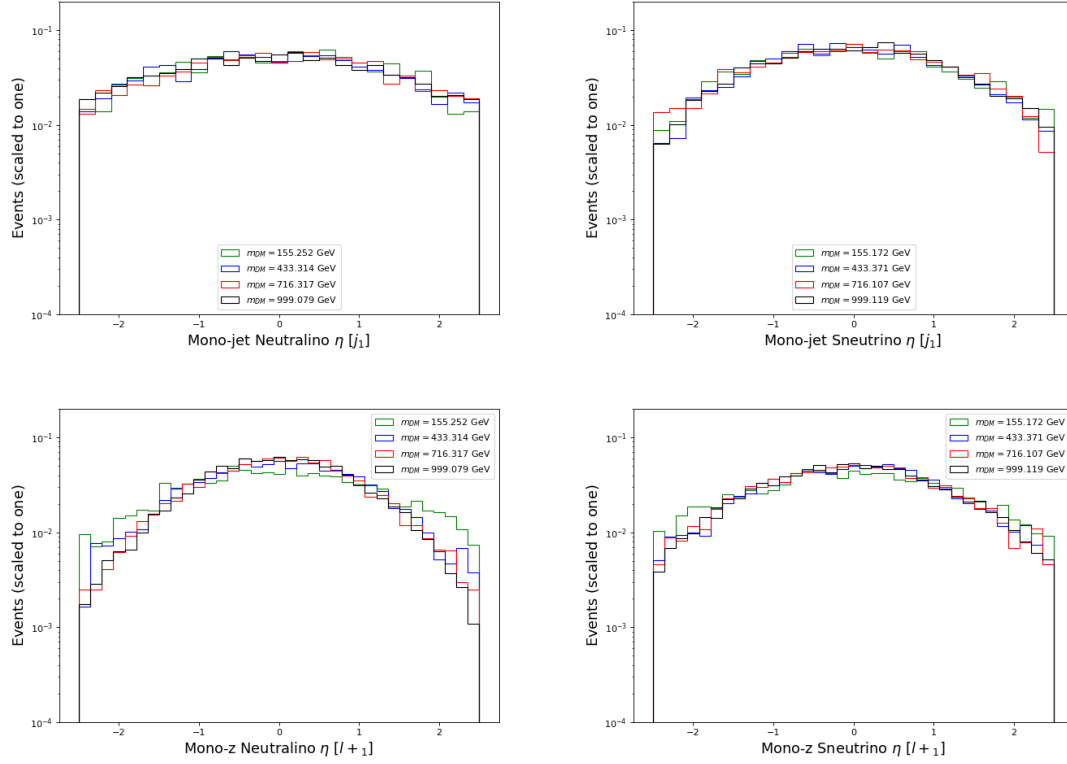 Events (scaled to one)
10⁻¹
10⁻²
10⁻³
10⁻⁴
m_DM = 155.252 GeV
m_DM = 433.314 GeV
m_DM = 716.317 GeV
m_DM = 999.079 GeV
−2 −1 0 1 2
Mono-jet Neutralino η [j₁]
Events (scaled to one)
10⁻¹
10⁻²
10⁻³
10⁻⁴
m_DM = 155.172 GeV
m_DM = 433.371 GeV
m_DM = 716.107 GeV
m_DM = 999.119 GeV
−2 −1 0 1 2
Mono-jet Sneutrino η [j₁]
Events (scaled to one)
10⁻¹
10⁻²
10⁻³
10⁻⁴
m_DM = 155.252 GeV
m_DM = 433.314 GeV
m_DM = 716.317 GeV
m_DM = 999.079 GeV
−2 −1 0 1 2
Mono-z Neutralino η [l +₁]
Events (scaled to one)
10⁻¹
10⁻²
10⁻³
10⁻⁴
m_DM = 155.172 GeV
m_DM = 433.371 GeV
m_DM = 716.107 GeV
m_DM = 999.119 GeV
−2 −1 0 1 2
Mono-z Sneutrino η [l +₁]